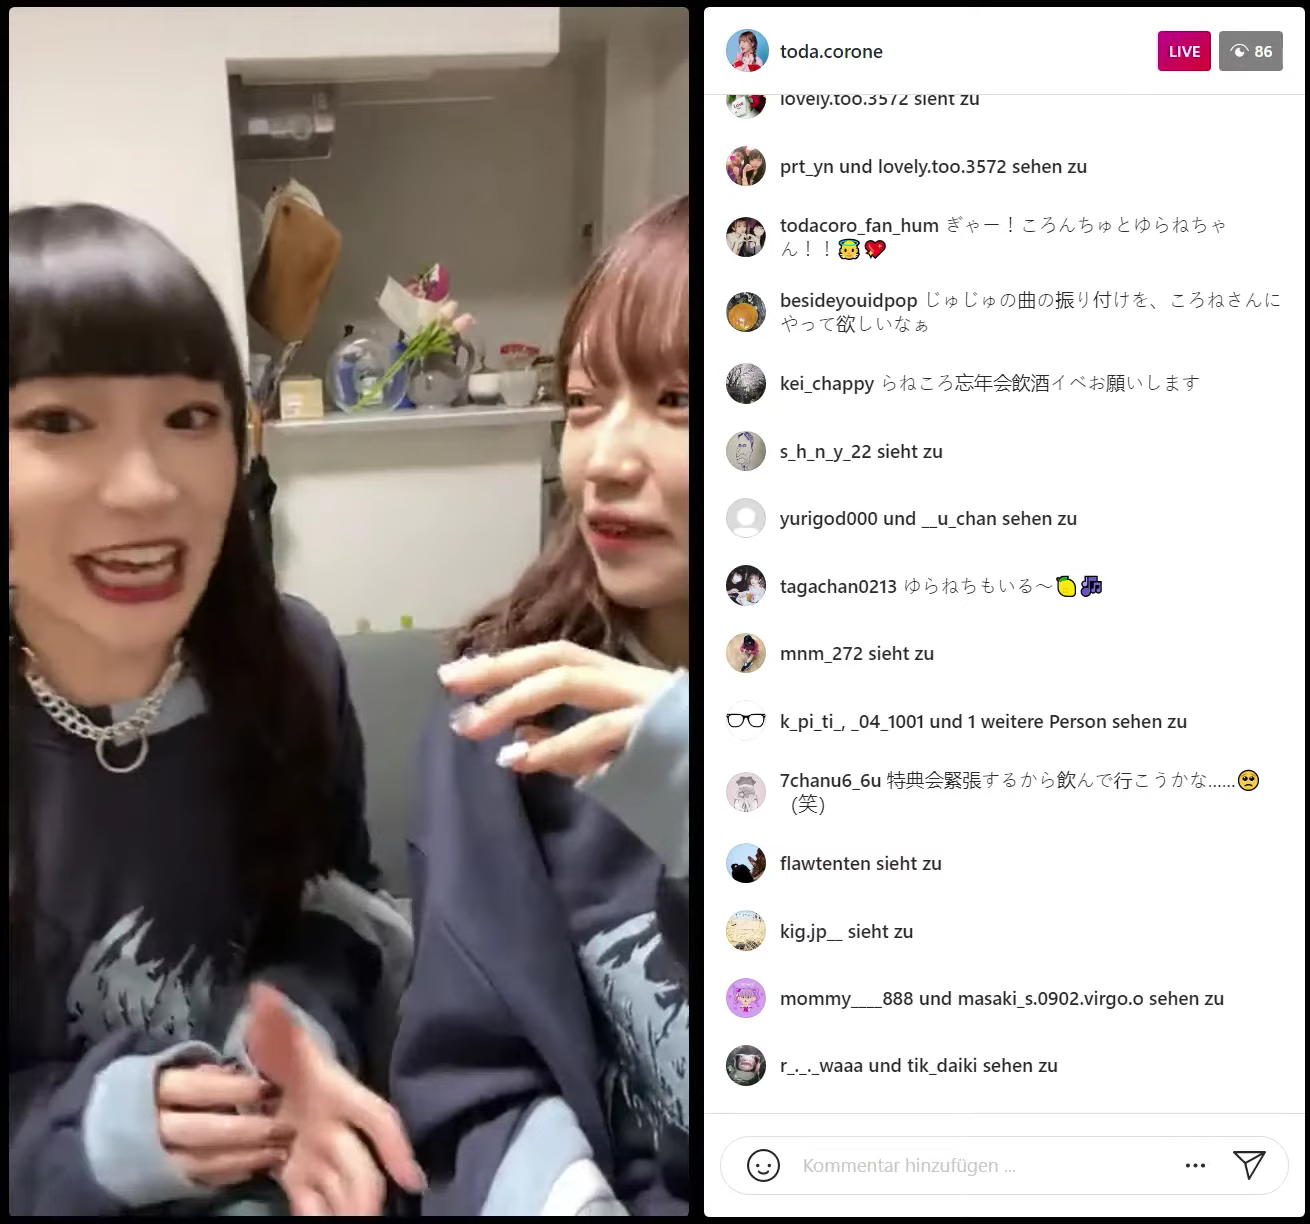 toda.corone
LIVE
86
lovely.too.3572 sieht zu
prt_yn und lovely.too.3572 sehen zu
todacoro_fan_hum ぎゃー！ころんちゅとゆらねちゃ
ん！！😇💖
besideyouidpop じゅじゅの曲の振り付けを、ころねさんに
やって欲しいなぁ
kei_chappy らねころ忘年会飲酒イベお願いします
s_h_n_y_22 sieht zu
yurigod000 und __u_chan sehen zu
tagachan0213 ゆらねちもいる〜🍋🎶
mnm_272 sieht zu
k_pi_ti_, _04_1001 und 1 weitere Person sehen zu
7chanu6_6u 特典会緊張するから飲んで行こうかな......🥺
（笑）
flawtenten sieht zu
kig.jp__ sieht zu
mommy____888 und masaki_s.0902.virgo.o sehen zu
r_._._waaa und tik_daiki sehen zu
Kommentar hinzufügen ...